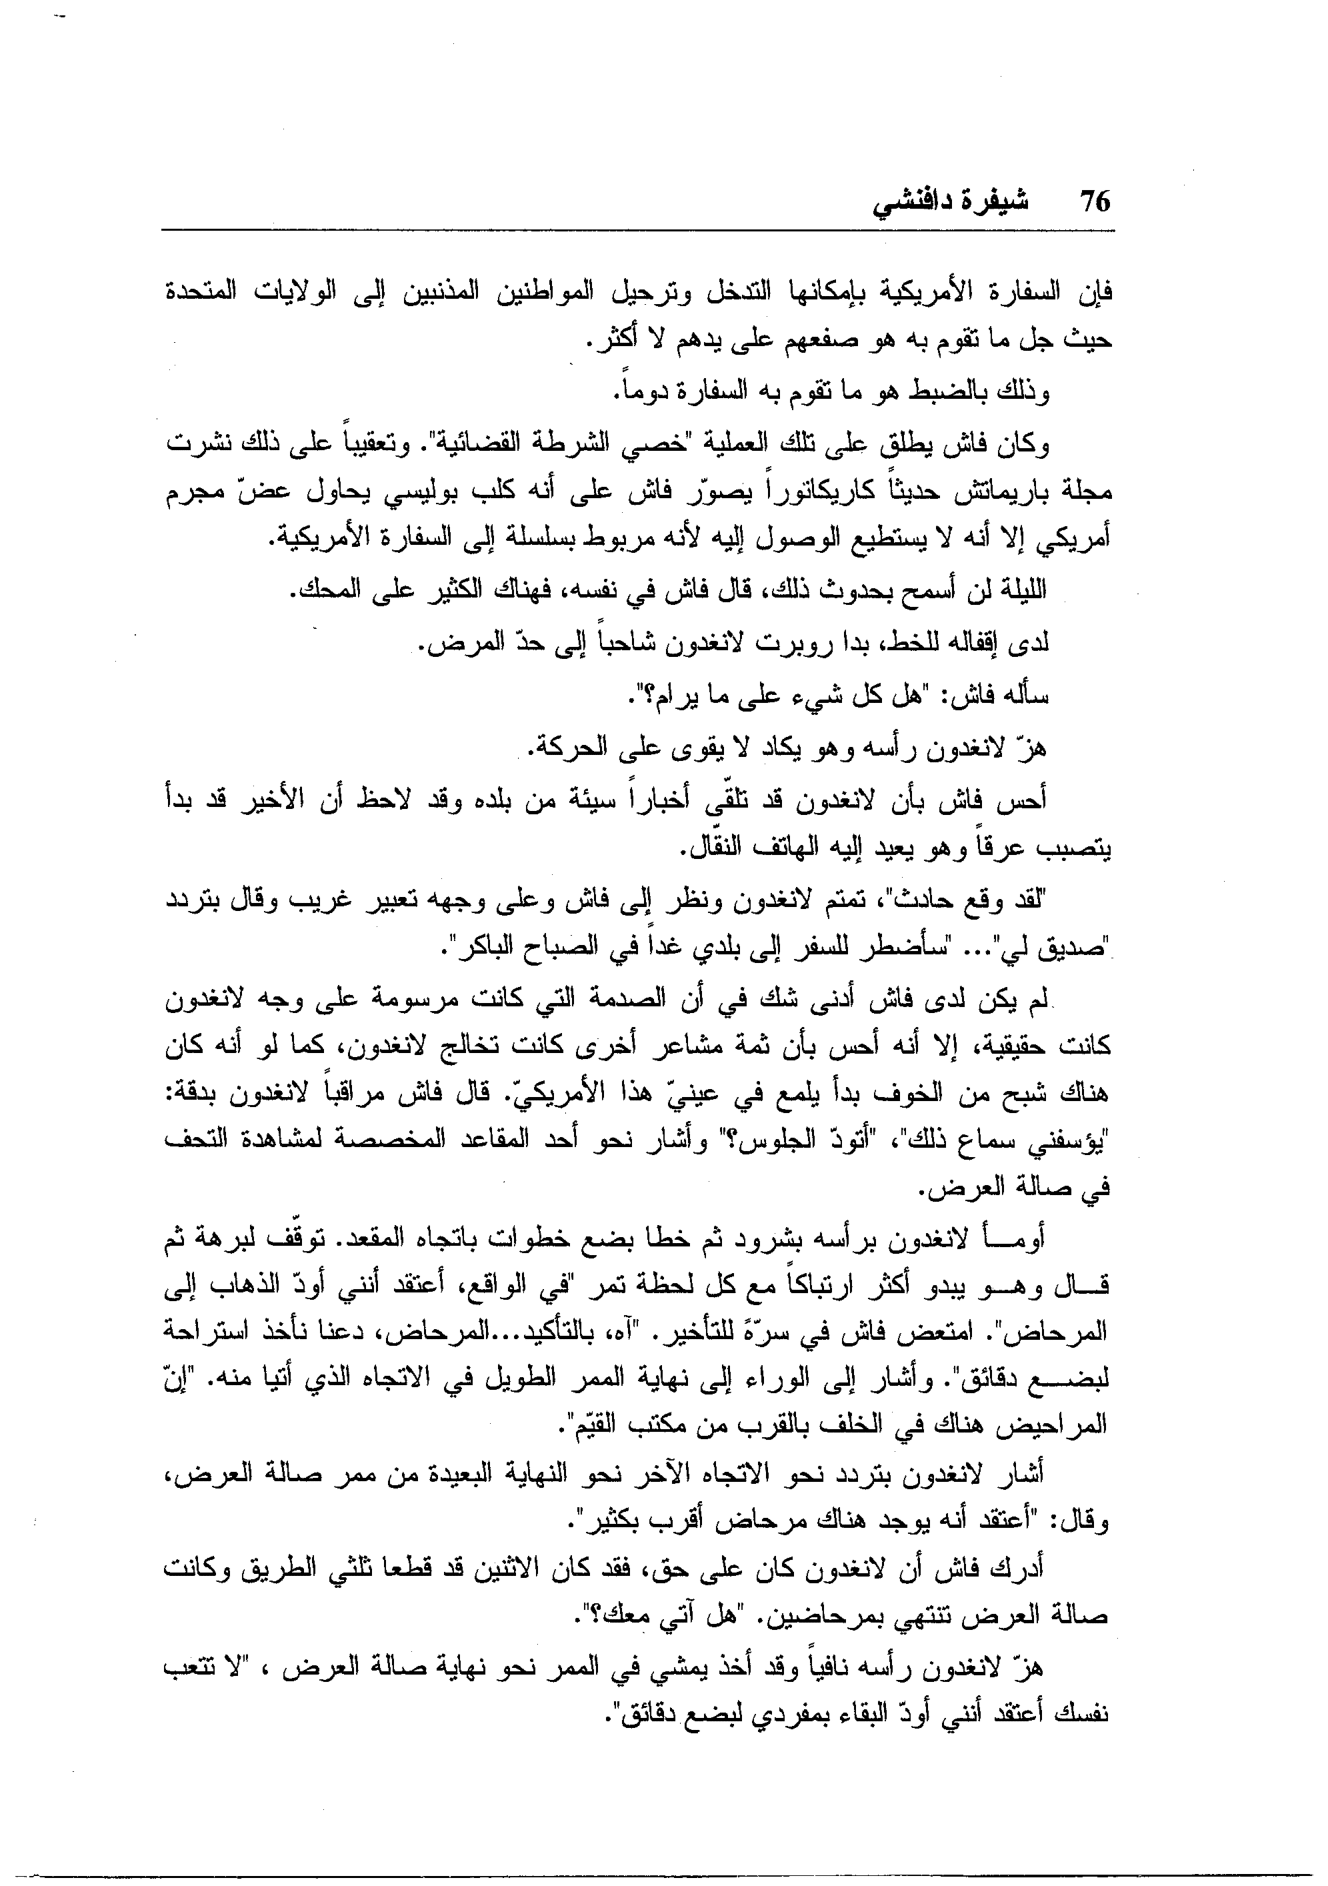 76 شيفرة دافنشي
فإن السفارة الأمريكية بإمكانها التدخل وترحيل المواطنين المذنبين إلى الولايات المتحدة
حيث جل ما تقوم به هو صفعهم على يدهم لا أكثر.
وذلك بالضبط هو ما تقوم به السفارة دوماً.
وكان فاش يطلق على تلك العملية "خصي الشرطة القضائية". وتعقيباً على ذلك نشرت
مجلة باريماتش حديثاً كاريكاتوراً يصوّر فاش على أنه كلب بوليسي يحاول عضّ مجرم
أمريكي إلا أنه لا يستطيع الوصول إليه لأنه مربوط بسلسلة إلى السفارة الأمريكية.
الليلة لن أسمح بحدوث ذلك، قال فاش في نفسه، فهناك الكثير على المحك.
لدى إقفاله للخط، بدا روبرت لانغدون شاحباً إلى حدّ المرض.
سأله فاش: "هل كل شيء على ما يرام؟".
هزّ لانغدون رأسه وهو يكاد لا يقوى على الحركة.
أحس فاش بأن لانغدون قد تلقّى أخباراً سيئة من بلده وقد لاحظ أن الأخير قد بدأ
يتصبب عرقاً وهو يعيد إليه الهاتف النقّال.
"لقد وقع حادث"، تمتم لانغدون ونظر إلى فاش وعلى وجهه تعبير غريب وقال بتردد
"صديق لي"... "سأضطر للسفر إلى بلدي غداً في الصباح الباكر".
لم يكن لدى فاش أدنى شك في أن الصدمة التي كانت مرسومة على وجه لانغدون
كانت حقيقية، إلا أنه أحس بأن ثمة مشاعر أخرى كانت تخالج لانغدون، كما لو أنه كان
هناك شبح من الخوف بدأ يلمع في عينيّ هذا الأمريكيّ. قال فاش مراقباً لانغدون بدقة:
"يؤسفني سماع ذلك"، "أتودّ الجلوس؟" وأشار نحو أحد المقاعد المخصصة لمشاهدة التحف
في صالة العرض.
أومـــأ لانغدون برأسه بشرود ثم خطا بضع خطوات باتجاه المقعد. توقّف لبرهة ثم
قـــال وهـــو يبدو أكثر ارتباكاً مع كل لحظة تمر "في الواقع، أعتقد أنني أودّ الذهاب إلى
المرحاض". امتعض فاش في سرّهً للتأخير. "آه، بالتأكيد...المرحاض، دعنا نأخذ استراحة
لبضـــع دقائق". وأشار إلى الوراء إلى نهاية الممر الطويل في الاتجاه الذي أتيا منه. "إنّ
المراحيض هناك في الخلف بالقرب من مكتب القيّم".
أشار لانغدون بتردد نحو الاتجاه الآخر نحو النهاية البعيدة من ممر صالة العرض،
وقال: "أعتقد أنه يوجد هناك مرحاض أقرب بكثير".
أدرك فاش أن لانغدون كان على حق، فقد كان الاثنين قد قطعا ثلثي الطريق وكانت
صالة العرض تنتهي بمرحاضين. "هل آتي معك؟".
هزّ لانغدون رأسه نافياً وقد أخذ يمشي في الممر نحو نهاية صالة العرض ، "لا تتعب
نفسك أعتقد أنني أودّ البقاء بمفردي لبضع دقائق".